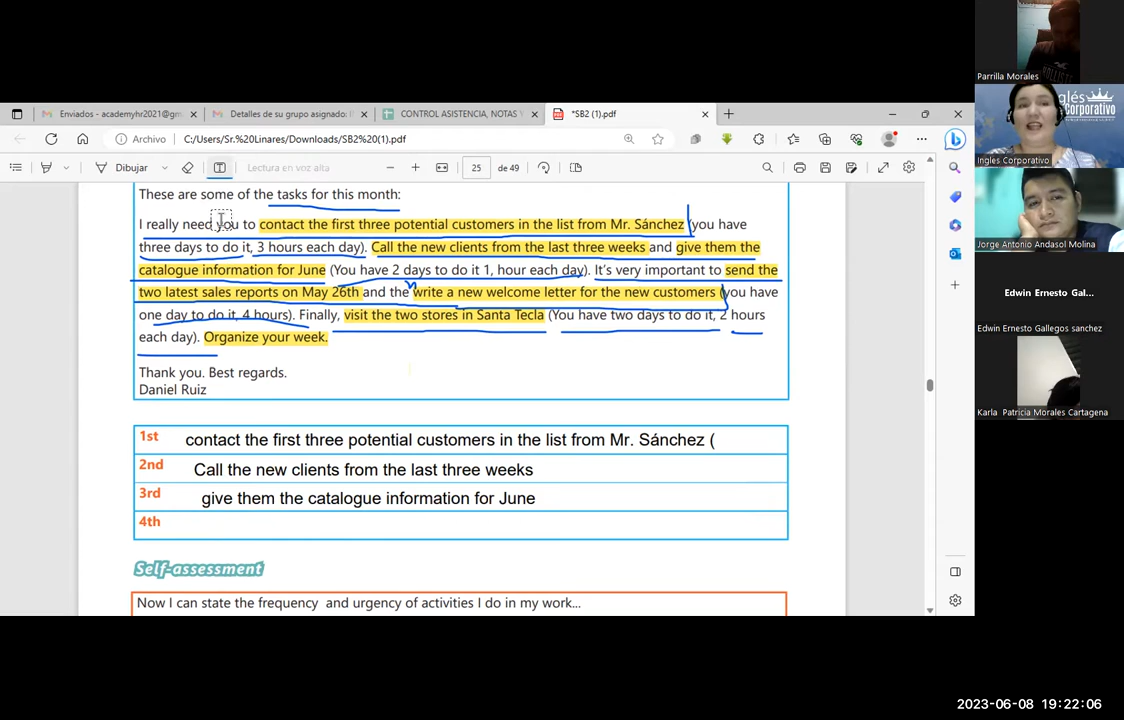 Enviados - academyhr2021@gm
Detalles de su grupo asignado: I
CONTROL ASISTENCIA, NOTAS Y
*SB2 (1).pdf
Archivo
C:/Users/Sr.%20Linares/Downloads/SB2%20(1).pdf
Dibujar
Lectura en voz alta
25
de 49
These are some of the tasks for this month:
I really need you to contact the first three potential customers in the list from Mr. Sánchez (you have
three days to do it, 3 hours each day). Call the new clients from the last three weeks and give them the
catalogue information for June (You have 2 days to do it 1, hour each day). It's very important to send the
two latest sales reports on May 26th and the write a new welcome letter for the new customers (you have
one day to do it, 4 hours). Finally, visit the two stores in Santa Tecla (You have two days to do it, 2 hours
each day). Organize your week.
Thank you. Best regards.
Daniel Ruiz
1st contact the first three potential customers in the list from Mr. Sánchez (
2nd Call the new clients from the last three weeks
3rd give them the catalogue information for June
4th
Self-assessment
Now I can state the frequency and urgency of activities I do in my work...
Parrilla Morales
glés
Corporativo
Ingles Corporativo
Jorge Antonio Andasol Molina
Edwin Ernesto Gal...
Edwin Ernesto Gallegos sanchez
Karla Patricia Morales Cartagena
2023-06-08 19:22:06